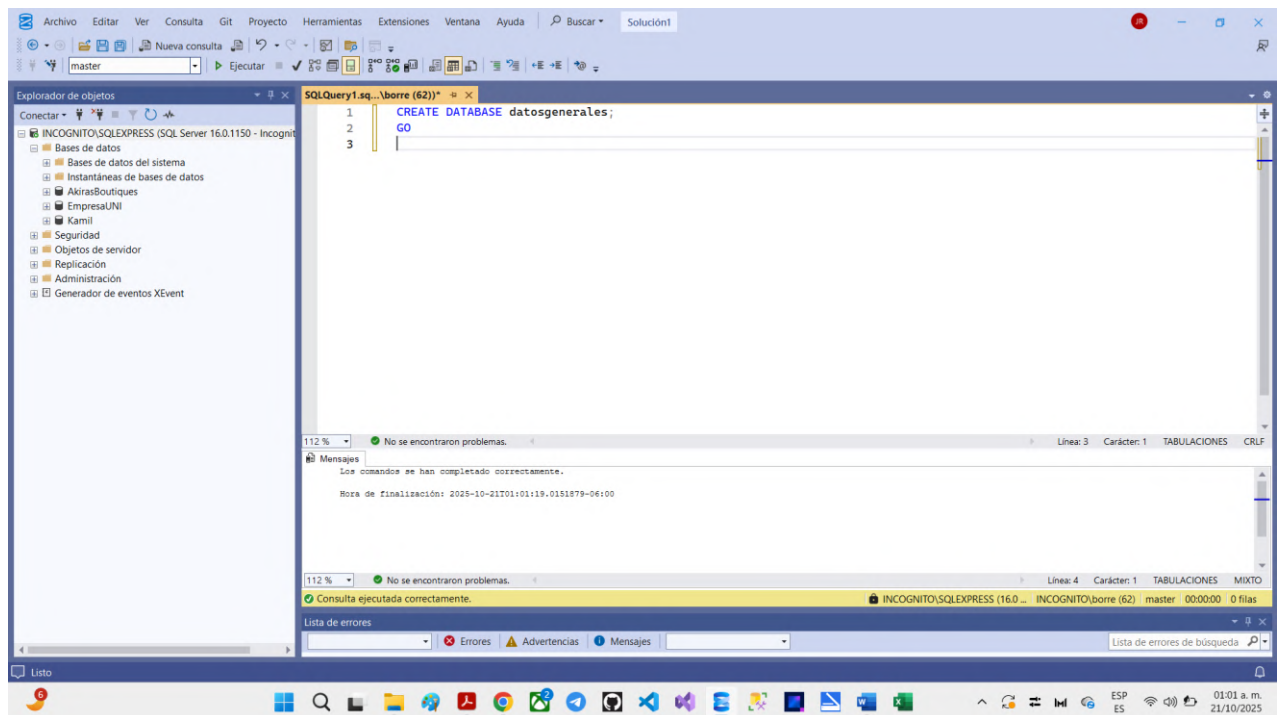 Archivo Editar Ver Consulta Git Proyecto Herramientas Extensiones Ventana Ayuda Buscar Solución1 JR
Nueva consulta
master Ejecutar
Explorador de objetos
Conectar
INCOGNITO\SQLEXPRESS (SQL Server 16.0.1150 - Incognit
Bases de datos
Bases de datos del sistema
Instantáneas de bases de datos
AkirasBoutiques
EmpresaUNI
Kamil
Seguridad
Objetos de servidor
Replicación
Administración
Generador de eventos XEvent
SQLQuery1.sq...\borre (62))*
1 CREATE DATABASE datosgenerales;
2 GO
3
112 % No se encontraron problemas. Línea: 3 Carácter: 1 TABULACIONES CRLF
Mensajes
Los comandos se han completado correctamente.
Hora de finalización: 2025-10-21T01:01:19.0151879-06:00
112 % No se encontraron problemas. Línea: 4 Carácter: 1 TABULACIONES MIXTO
Consulta ejecutada correctamente. INCOGNITO\SQLEXPRESS (16.0 ... INCOGNITO\borre (62) master 00:00:00 0 filas
Lista de errores
Errores Advertencias Mensajes Lista de errores de búsqueda
Listo
6 2 ESP 01:01 a. m.
ES 21/10/2025